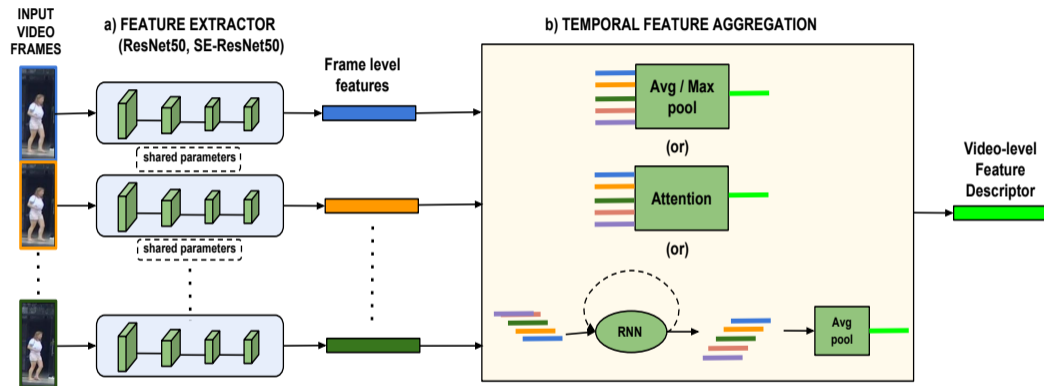 INPUT
VIDEO
FRAMES
a) FEATURE EXTRACTOR
(ResNet50, SE-ResNet50)
Frame level
features
shared parameters
shared parameters
b) TEMPORAL FEATURE AGGREGATION
Avg / Max
pool
(or)
Attention
(or)
RNN
Avg
pool
Video-level
Feature
Descriptor